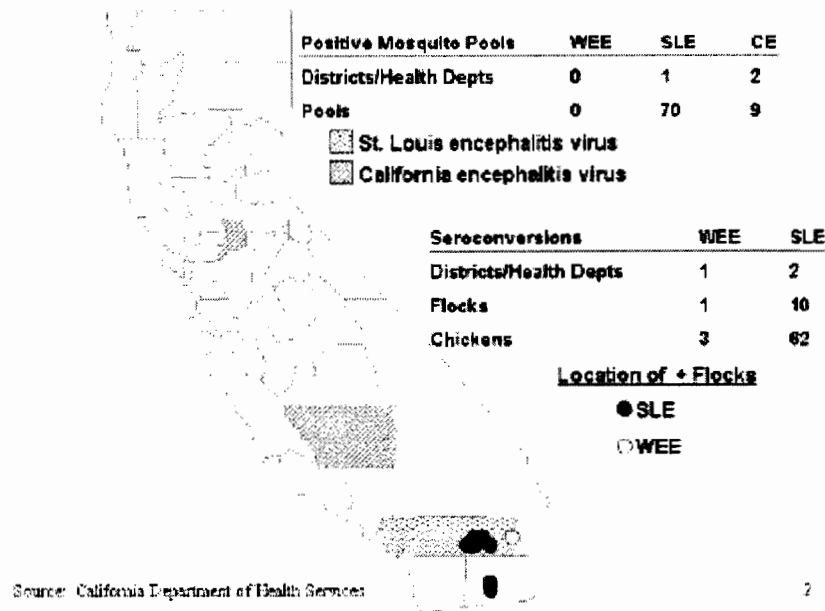 Positive Mosquito Pools WEE SLE CE
Districts/Health Depts 0 1 2
Pools 0 70 9
St. Louis encephalitis virus
California encephalitis virus
Seroconversions WEE SLE
Districts/Health Depts 1 2
Flocks 1 10
Chickens 3 62
Location of + Flocks
SLE
WEE
Source: California Department of Health Services 2